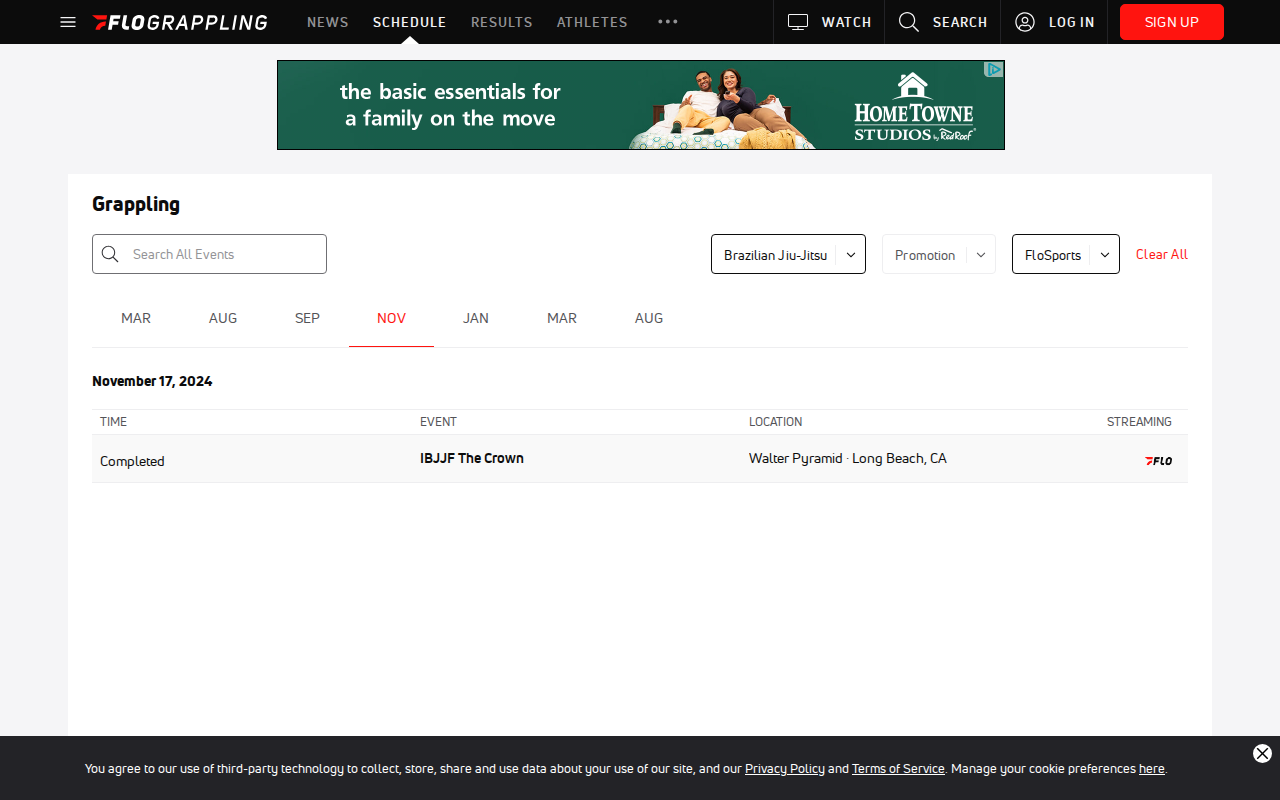 FLOGRAPPLING NEWS SCHEDULE RESULTS ATHLETES ••• WATCH SEARCH LOG IN SIGN UP
the basic essentials for
a family on the move
HOMETOWNE
STUDIOS by Red Roof
Grappling
Search All Events Brazilian Jiu-Jitsu Promotion FloSports Clear All
MAR AUG SEP NOV JAN MAR AUG
November 17, 2024
TIME EVENT LOCATION STREAMING
Completed IBJJF The Crown Walter Pyramid · Long Beach, CA FLO
You agree to our use of third-party technology to collect, store, share and use data about your use of our site, and our Privacy Policy and Terms of Service. Manage your cookie preferences here.